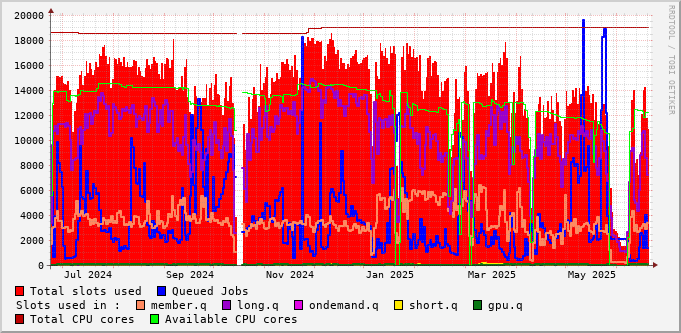 20000
18000
16000
14000
12000
10000
8000
6000
4000
2000
0
Jul 2024 Sep 2024 Nov 2024 Jan 2025 Mar 2025 May 2025
Total slots used Queued Jobs
Slots used in : member.q long.q ondemand.q short.q gpu.q
Total CPU cores Available CPU cores
RRDTOOL / TOBI OETIKER